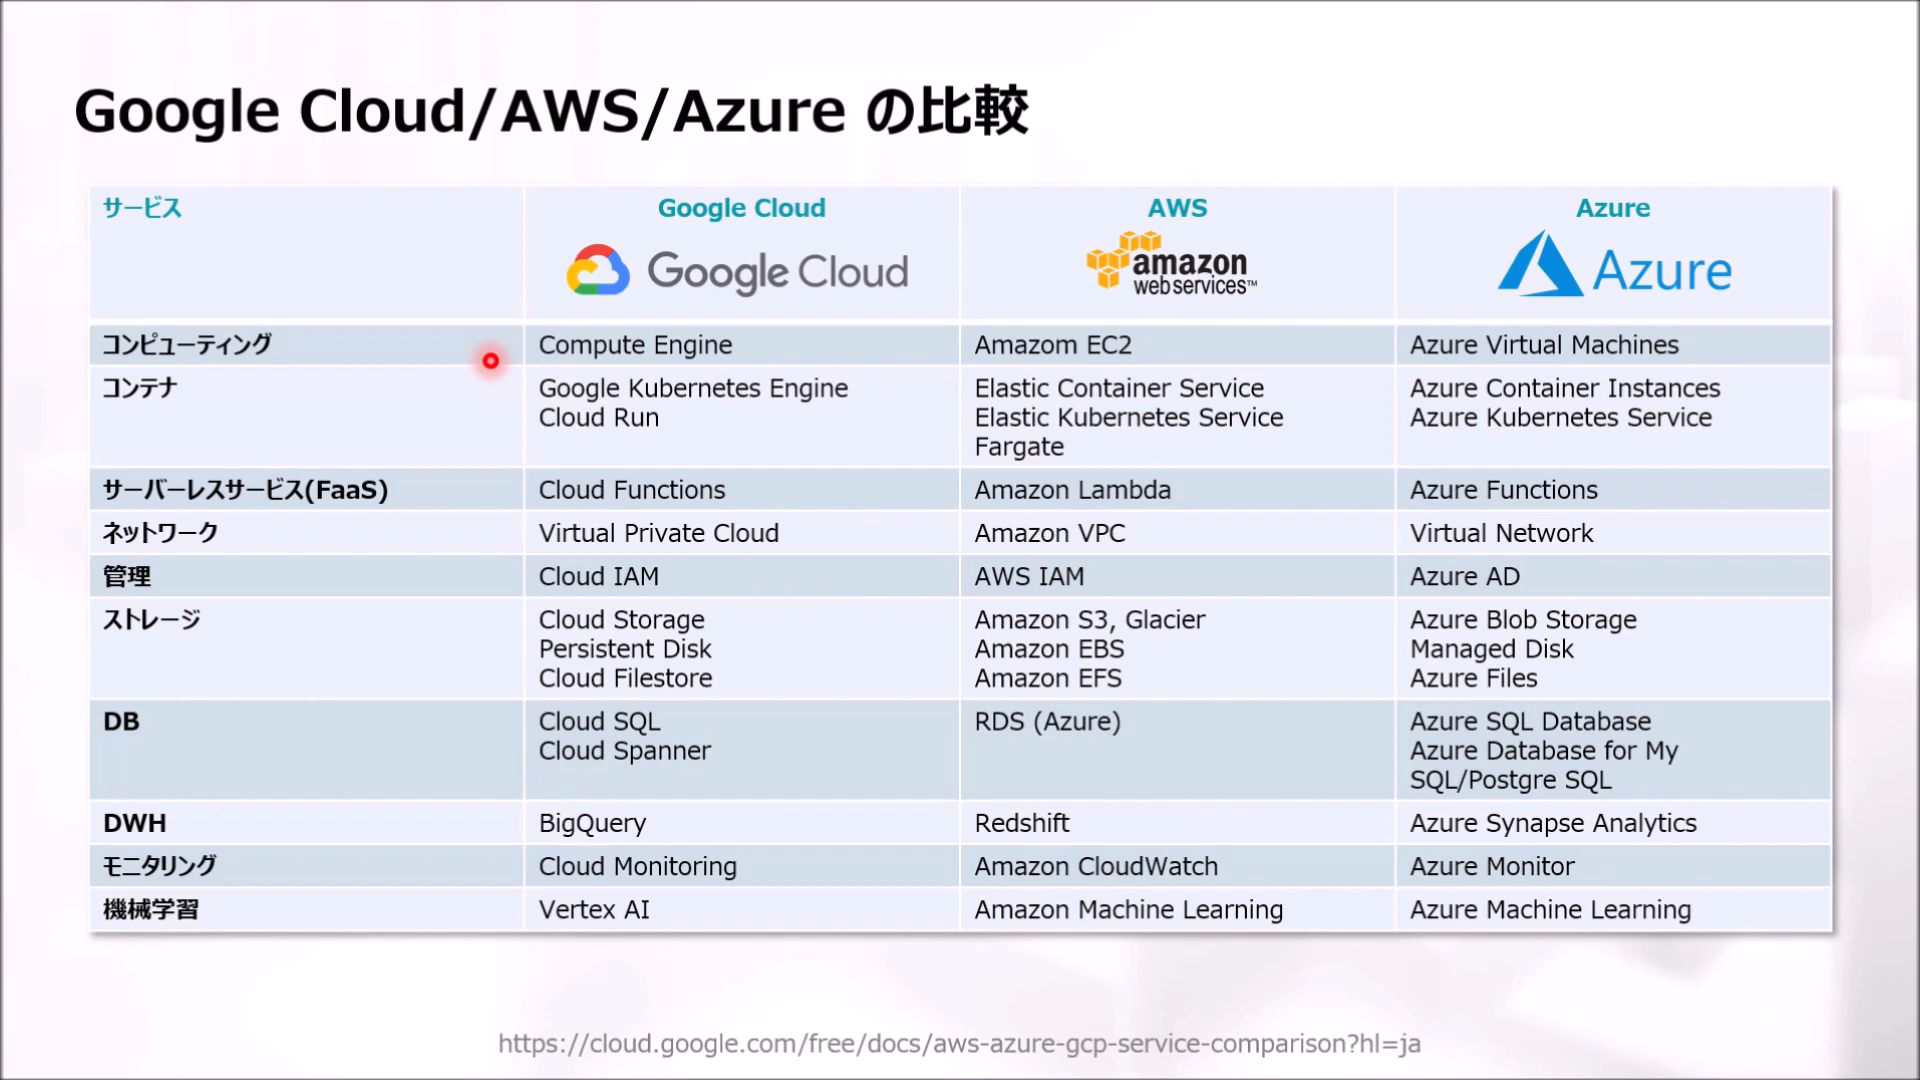 Google Cloud/AWS/Azure の比較
サービス
Google Cloud
AWS
Azure
Google Cloud
amazon
webservices™
Azure
コンピューティング
Compute Engine
Amazom EC2
Azure Virtual Machines
コンテナ
Google Kubernetes Engine
Cloud Run
Elastic Container Service
Elastic Kubernetes Service
Fargate
Azure Container Instances
Azure Kubernetes Service
サーバーレスサービス(FaaS)
Cloud Functions
Amazon Lambda
Azure Functions
ネットワーク
Virtual Private Cloud
Amazon VPC
Virtual Network
管理
Cloud IAM
AWS IAM
Azure AD
ストレージ
Cloud Storage
Persistent Disk
Cloud Filestore
Amazon S3, Glacier
Amazon EBS
Amazon EFS
Azure Blob Storage
Managed Disk
Azure Files
DB
Cloud SQL
Cloud Spanner
RDS (Azure)
Azure SQL Database
Azure Database for My
SQL/Postgre SQL
DWH
BigQuery
Redshift
Azure Synapse Analytics
モニタリング
Cloud Monitoring
Amazon CloudWatch
Azure Monitor
機械学習
Vertex AI
Amazon Machine Learning
Azure Machine Learning
https://cloud.google.com/free/docs/aws-azure-gcp-service-comparison?hl=ja